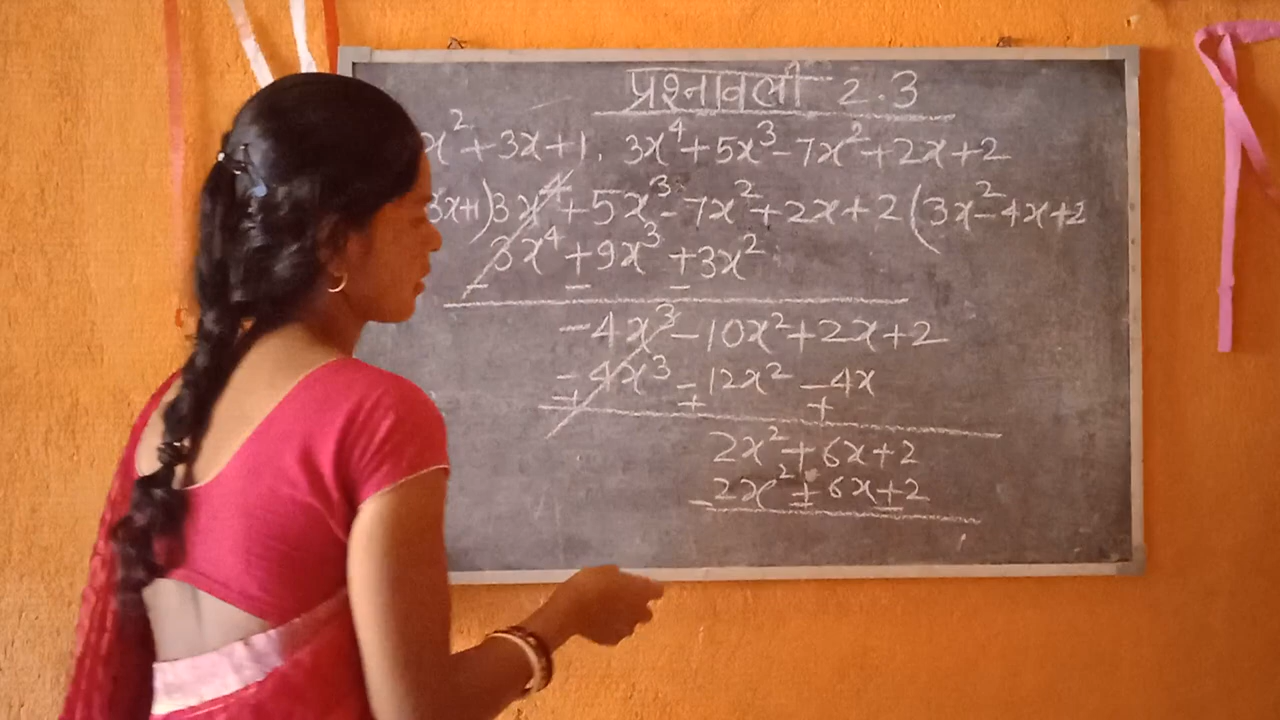 प्रश्नावली 2.3
x²+3x+1, 3x⁴+5x³-7x²+2x+2
3x+1)3x⁴+5x³-7x²+2x+2(3x²-4x+2
3x⁴+9x³+3x²
- - -
-4x³-10x²+2x+2
-4x³-12x²-4x
+ + +
2x²+6x+2
2x²+6x+2
- - -